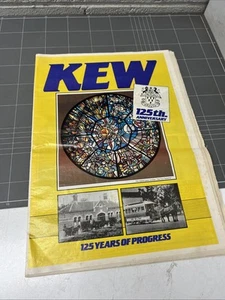 KEW
125th.
ANNIVERSARY
125 YEARS OF PROGRESS